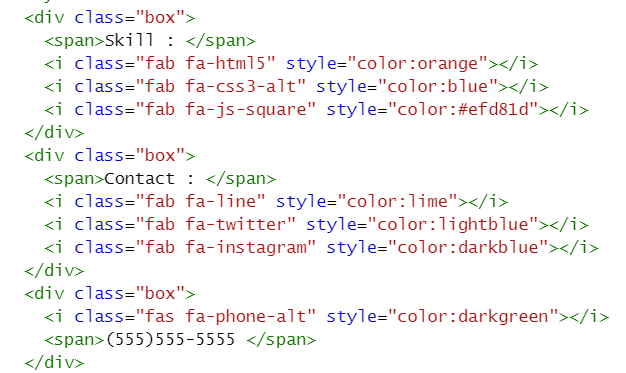 <div class="box">
<span>Skill : </span>
<i class="fab fa-html5" style="color:orange"></i>
<i class="fab fa-css3-alt" style="color:blue"></i>
<i class="fab fa-js-square" style="color:#efd81d"></i>
</div>
<div class="box">
<span>Contact : </span>
<i class="fab fa-line" style="color:lime"></i>
<i class="fab fa-twitter" style="color:lightblue"></i>
<i class="fab fa-instagram" style="color:darkblue"></i>
</div>
<div class="box">
<i class="fas fa-phone-alt" style="color:darkgreen"></i>
<span>(555)555-5555 </span>
</div>